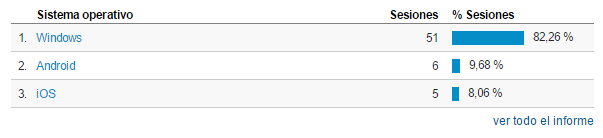 Sistema operativo Sesiones % Sesiones
1. Windows 51 82,26 %
2. Android 6 9,68 %
3. iOS 5 8,06 %
ver todo el informe